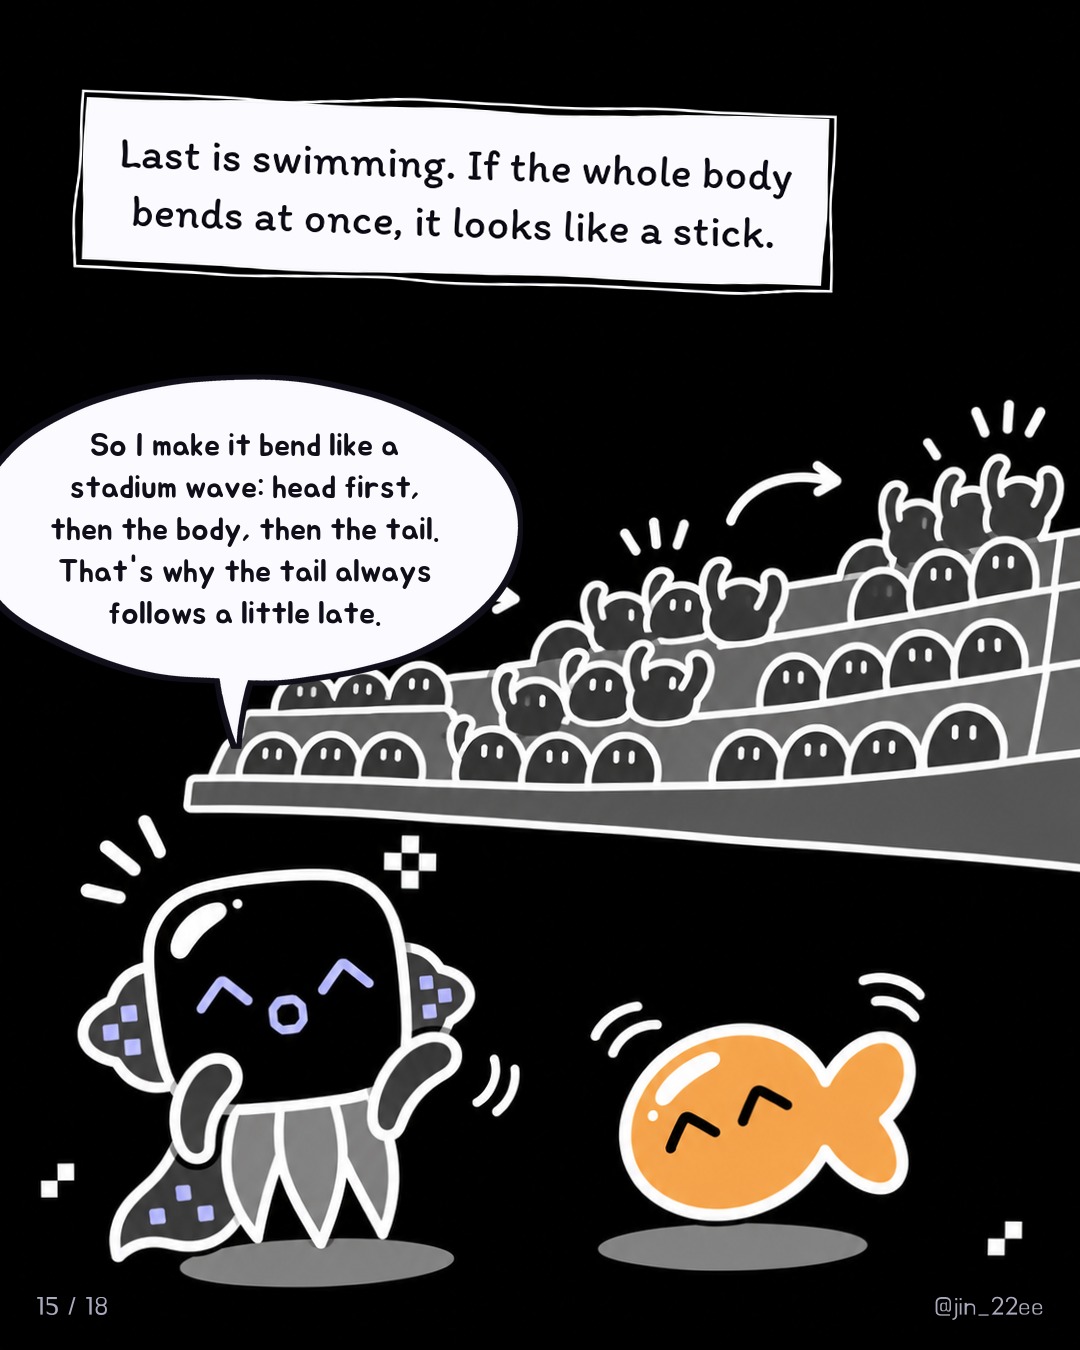 Last is swimming. If the whole body
bends at once, it looks like a stick.
So I make it bend like a
stadium wave: head first,
then the body, then the tail.
That's why the tail always
follows a little late.
15 / 18
@jin_22ee